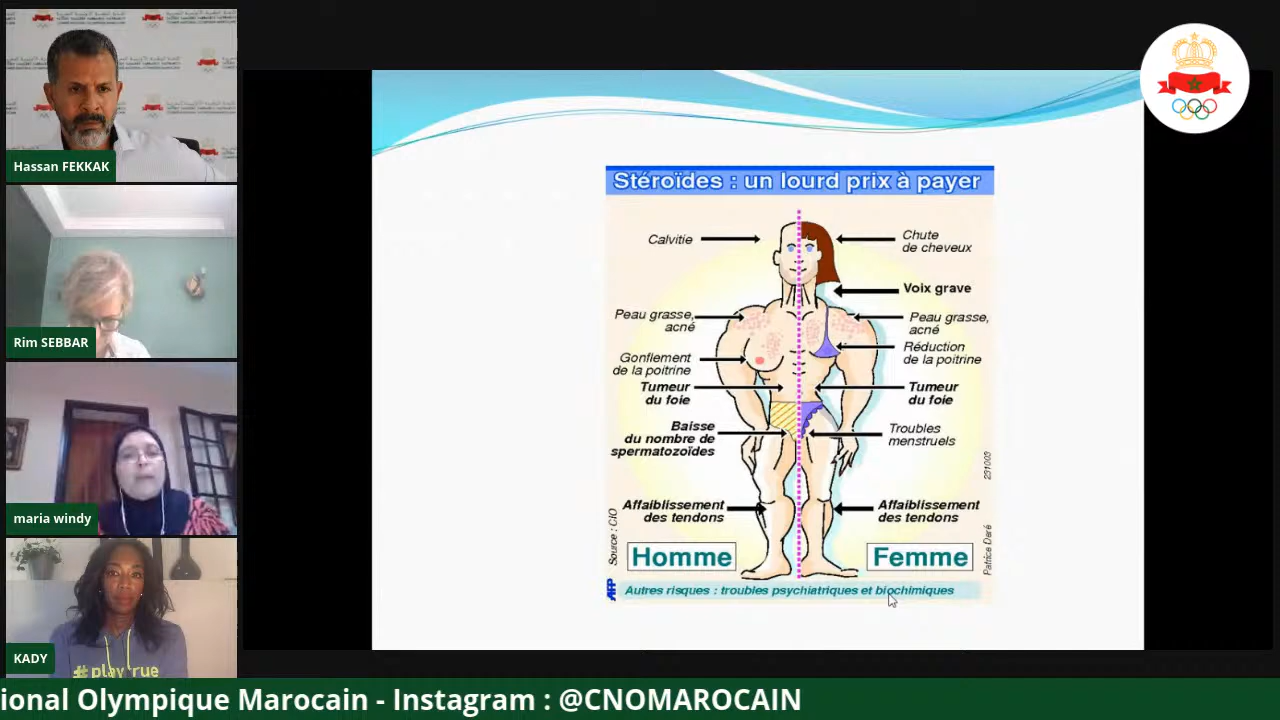 Hassan FEKKAK
Rim SEBBAR
maria windy
#playtrue
KADY
Stéroïdes : un lourd prix à payer
Calvitie
Chute
de cheveux
Voix grave
Peau grasse,
acné
Peau grasse,
acné
Réduction
de la poitrine
Gonflement
de la poitrine
Tumeur
du foie
Tumeur
du foie
Baisse
du nombre de
spermatozoïdes
Troubles
menstruels
Affaiblissement
des tendons
Affaiblissement
des tendons
Homme
Femme
Source : CIO
231003
Patrice Deré
AFP
Autres risques : troubles psychiatriques et biochimiques
ional Olympique Marocain - Instagram : @CNOMAROCAIN